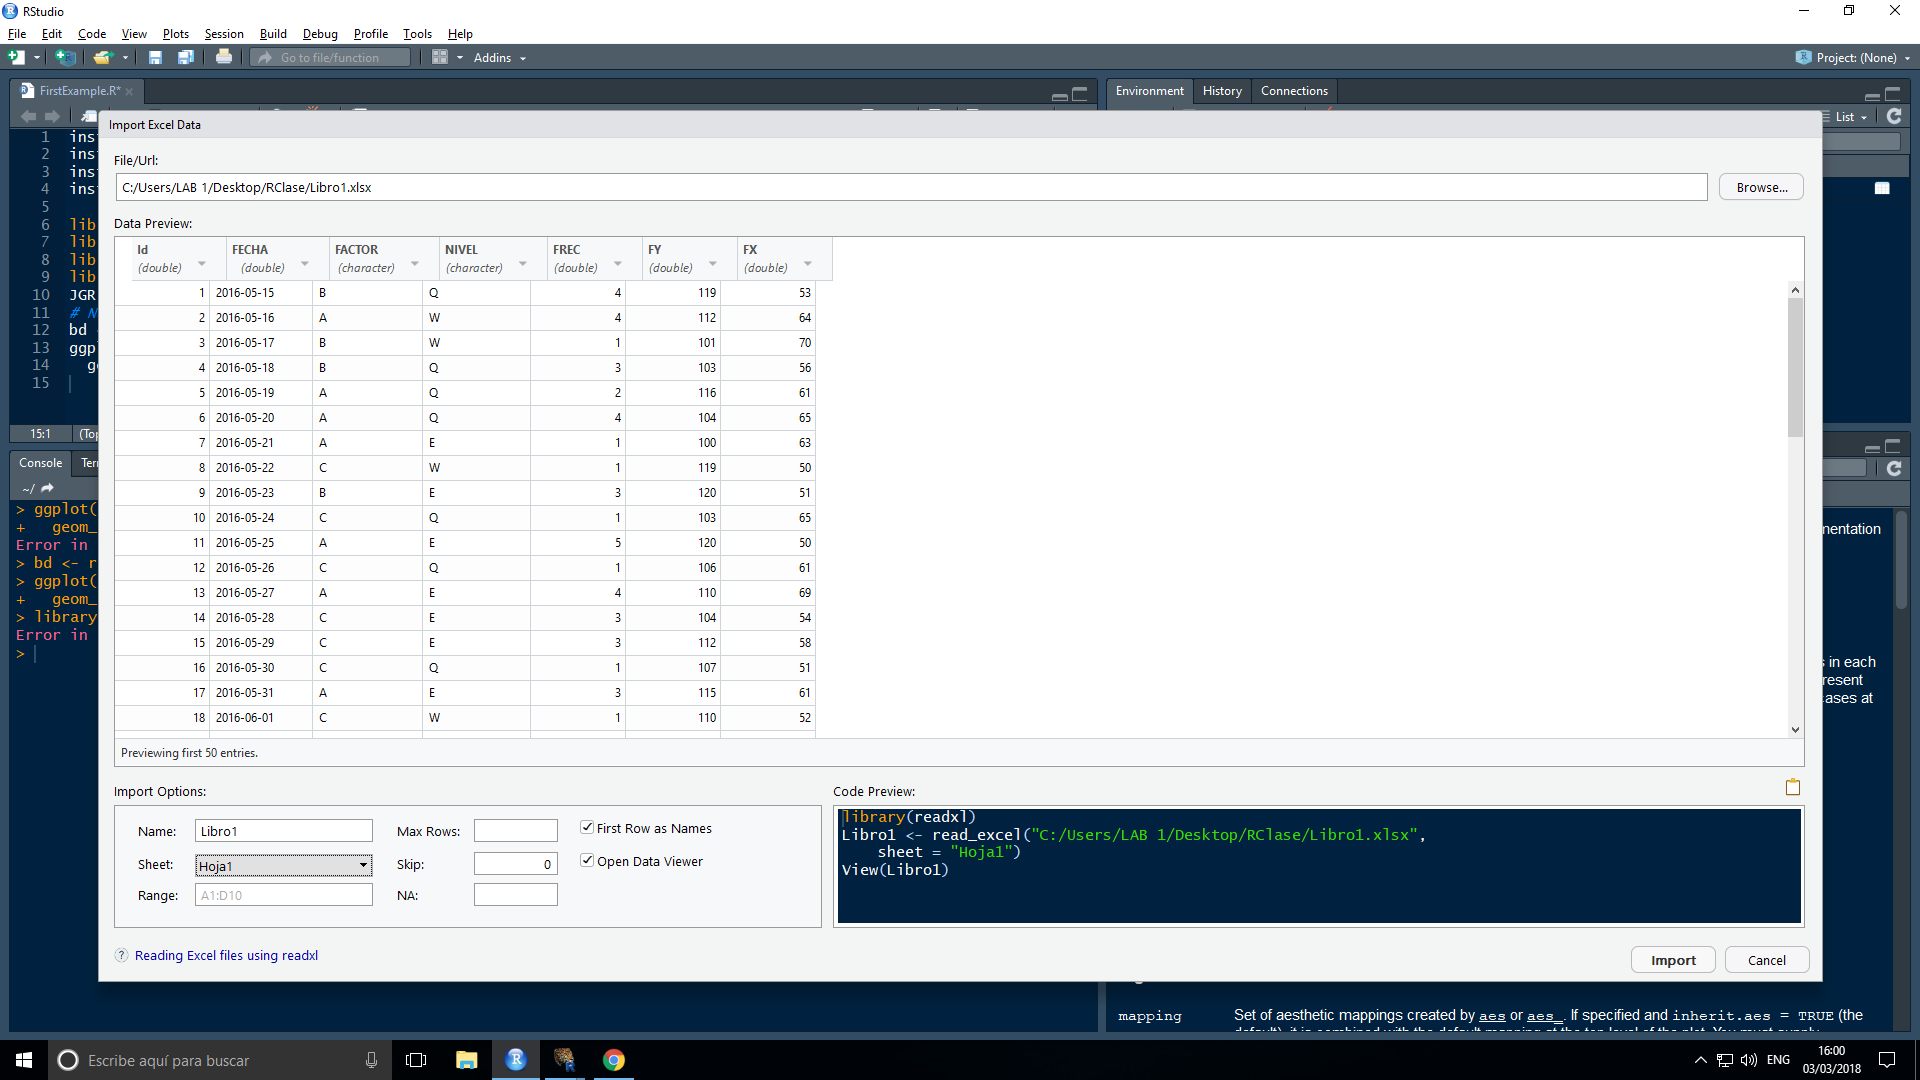 RStudio
File Edit Code View Plots Session Build Debug Profile Tools Help
Go to file/function Addins Project: (None)
FirstExample.R* Environment History Connections
List
Import Excel Data
File/Url:
C:/Users/LAB 1/Desktop/RClase/Libro1.xlsx Browse...
Data Preview:
Id FECHA FACTOR NIVEL FREC FY FX
(double) (double) (character) (character) (double) (double) (double)
1 2016-05-15 B Q 4 119 53
2 2016-05-16 A W 4 112 64
3 2016-05-17 B W 1 101 70
4 2016-05-18 B Q 3 103 56
5 2016-05-19 A Q 2 116 61
6 2016-05-20 A Q 4 104 65
7 2016-05-21 A E 1 100 63
8 2016-05-22 C W 1 119 50
9 2016-05-23 B E 3 120 51
10 2016-05-24 C Q 1 103 65
11 2016-05-25 A E 5 120 50
12 2016-05-26 C Q 1 106 61
13 2016-05-27 A E 4 110 69
14 2016-05-28 C E 3 104 54
15 2016-05-29 C E 3 112 58
16 2016-05-30 C Q 1 107 51
17 2016-05-31 A E 3 115 61
18 2016-06-01 C W 1 110 52
Previewing first 50 entries.
Import Options:
Name: Libro1 Max Rows: First Row as Names
Sheet: Hoja1 Skip: 0 Open Data Viewer
Range: A1:D10 NA:
Code Preview:
library(readxl)
Libro1 <- read_excel("C:/Users/LAB 1/Desktop/RClase/Libro1.xlsx",
sheet = "Hoja1")
View(Libro1)
? Reading Excel files using readxl Import Cancel
1 ins
2 ins
3 ins
4 ins
5
6 lib
7 lib
8 lib
9 lib
10 JGR
11 # N
12 bd
13 ggp
14 g
15
15:1 (Top
Console Ter
~/
> ggplot(
+ geom_
Error in
> bd <- r
> ggplot(
+ geom_
> library
Error in
>
mentation
in each
resent
cases at
mapping Set of aesthetic mappings created by aes or aes_. If specified and inherit.aes = TRUE (the
Escribe aquí para buscar ENG 16:00
03/03/2018